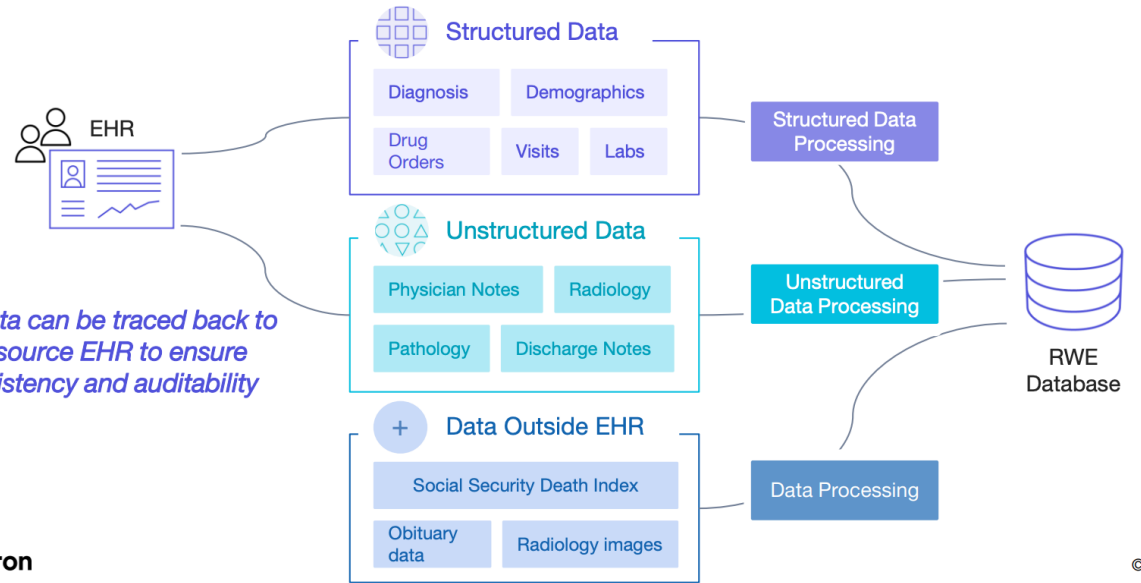 Structured Data
Diagnosis
Demographics
Drug
Orders
Visits
Labs
EHR
Structured Data
Processing
Unstructured Data
Physician Notes
Radiology
Pathology
Discharge Notes
Unstructured
Data Processing
ta can be traced back to
source EHR to ensure
istency and auditability
RWE
Database
Data Outside EHR
Social Security Death Index
Obituary
data
Radiology images
Data Processing
ron
©